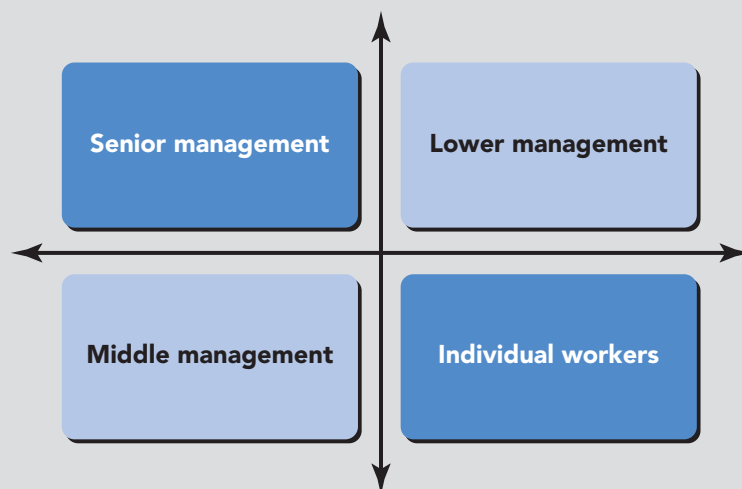 Senior management
Lower management
Middle management
Individual workers